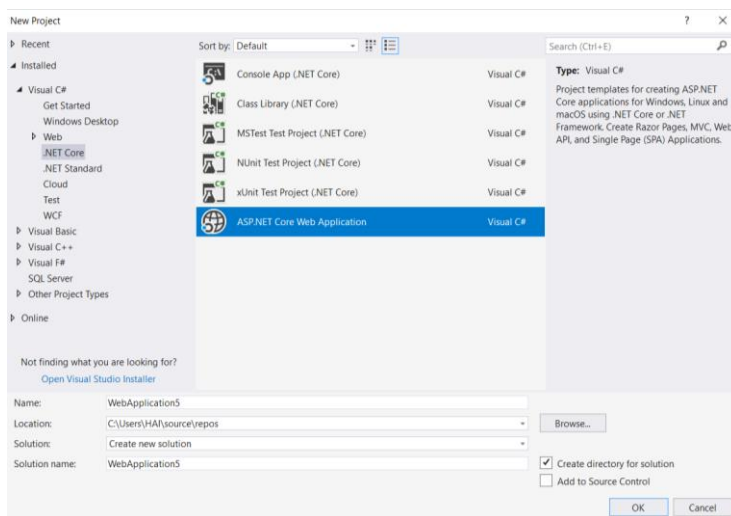 New Project
? ×
Recent
Installed
Visual C#
Get Started
Windows Desktop
Web
.NET Core
.NET Standard
Cloud
Test
WCF
Visual Basic
Visual C++
Visual F#
SQL Server
Other Project Types
Online
Not finding what you are looking for?
Open Visual Studio Installer
Sort by: Default
Console App (.NET Core) Visual C#
Class Library (.NET Core) Visual C#
MSTest Test Project (.NET Core) Visual C#
NUnit Test Project (.NET Core) Visual C#
xUnit Test Project (.NET Core) Visual C#
ASP.NET Core Web Application Visual C#
Search (Ctrl+E)
Type: Visual C#
Project templates for creating ASP.NET
Core applications for Windows, Linux and
macOS using .NET Core or .NET
Framework. Create Razor Pages, MVC, Web
API, and Single Page (SPA) Applications.
Name: WebApplication5
Location: C:\Users\HAI\source\repos
Browse...
Solution: Create new solution
Solution name: WebApplication5
Create directory for solution
Add to Source Control
OK Cancel